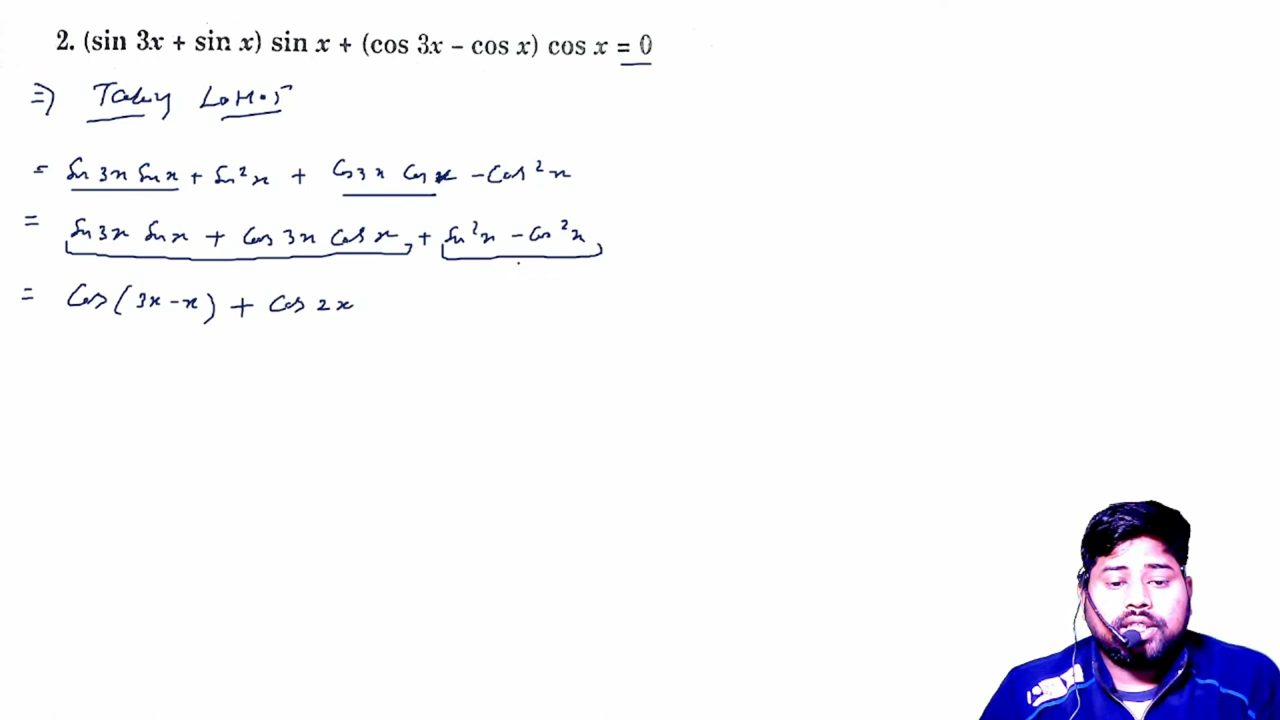 2. (sin 3x + sin x) sin x + (cos 3x – cos x) cos x = 0
⇒ Taking L.H.S
= Sin 3x Sin x + Sin²x + Cos 3x Cos x - Cos²x
= Sin 3x Sin x + Cos 3x Cos x + Sin²x - Cos²x
= Cos(3x - x) + Cos 2x